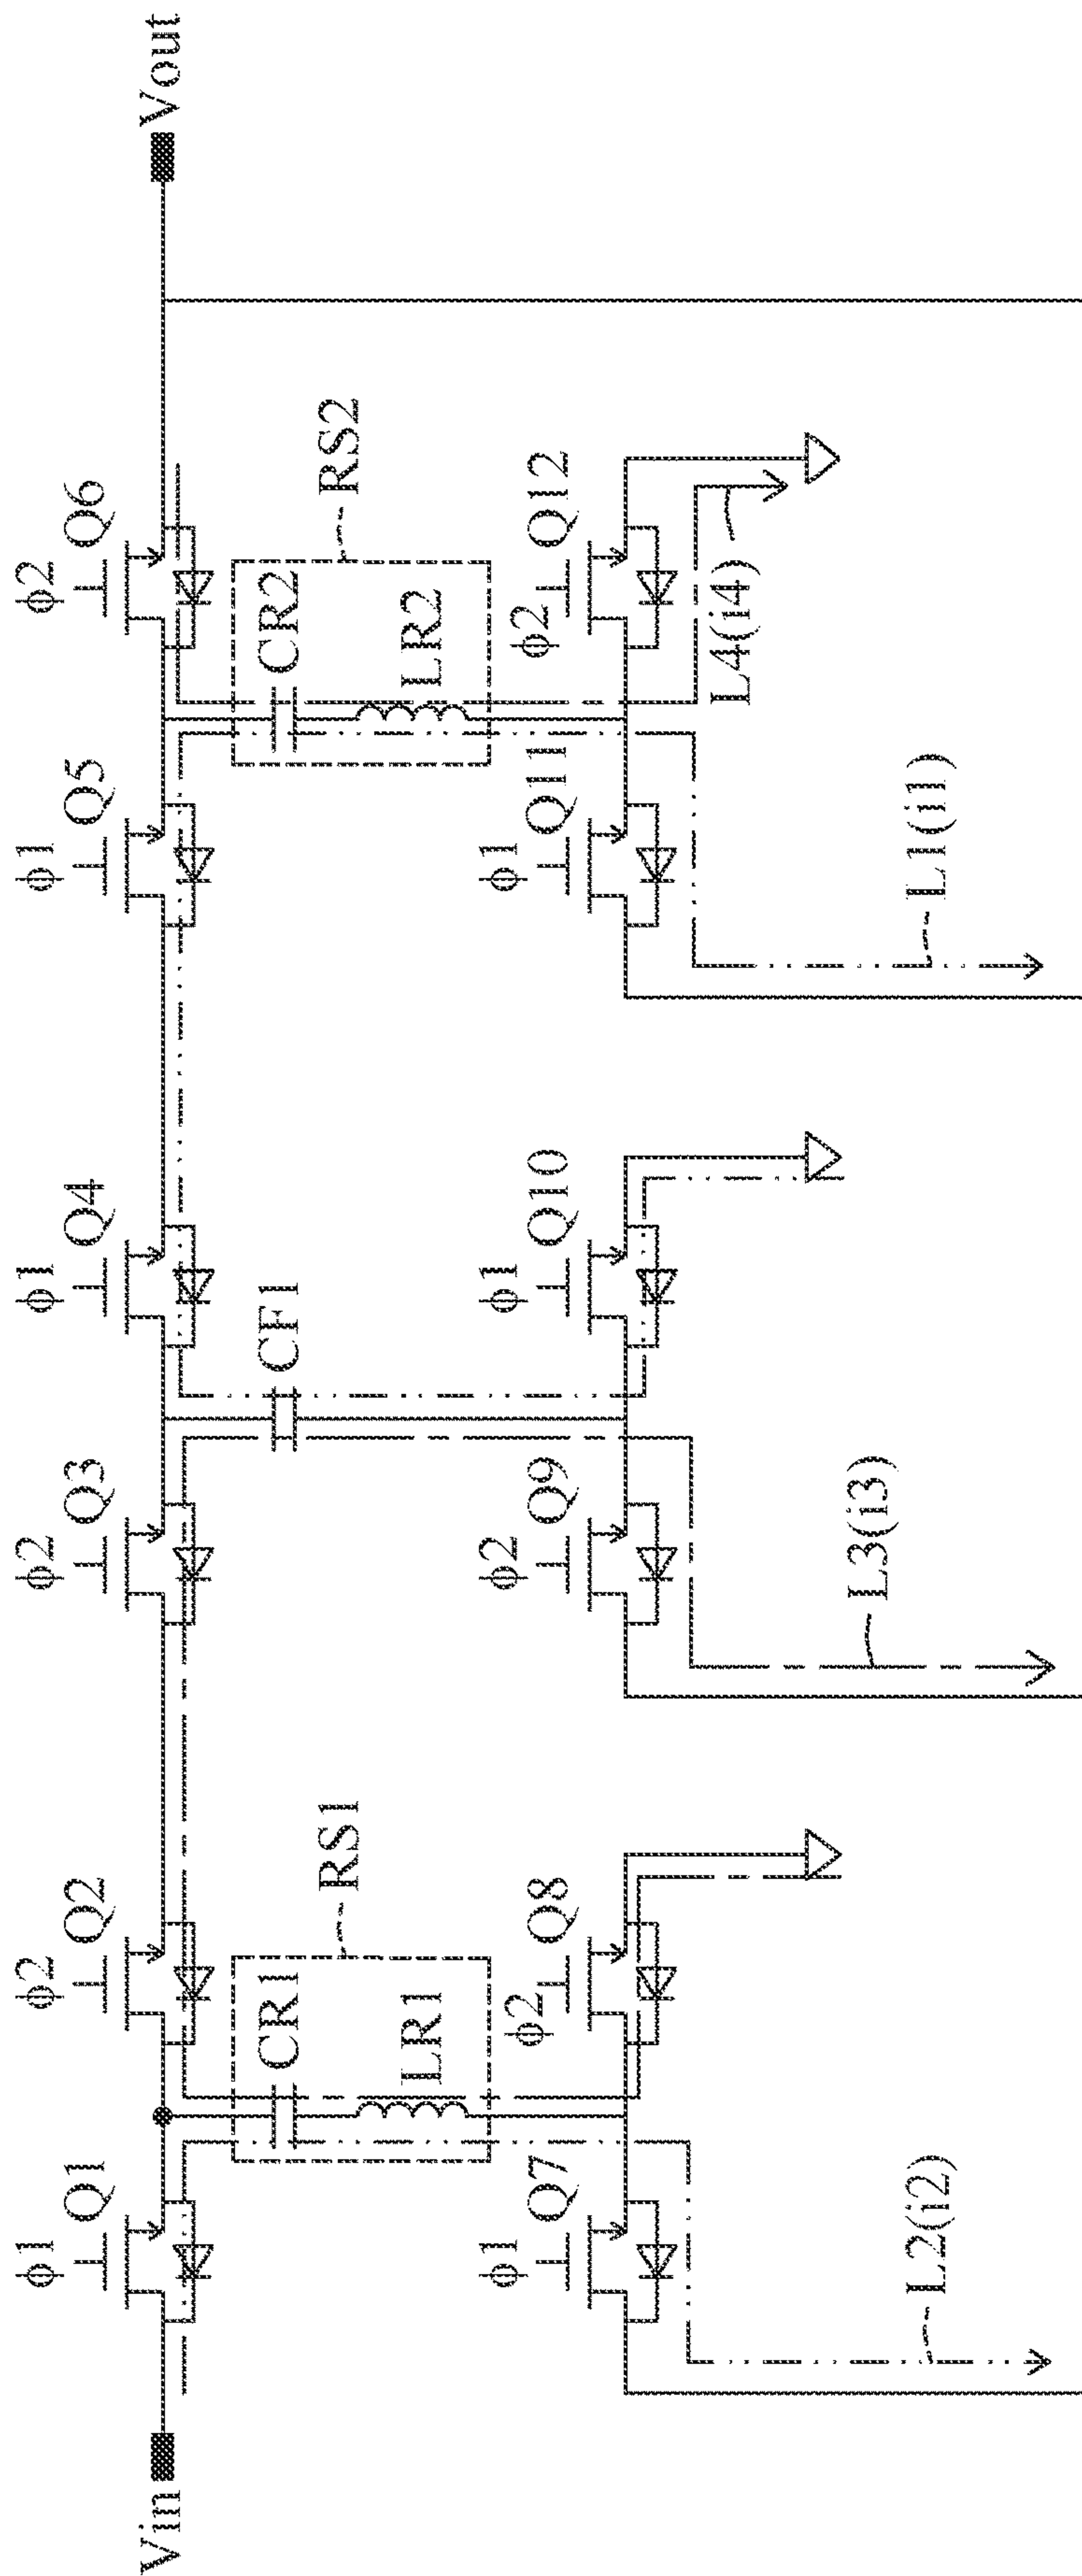 Vin
ϕ1
Q1
ϕ2
Q2
ϕ2
Q3
ϕ1
Q4
ϕ1
Q5
ϕ2
Q6
Vout
CR1
RS1
LR1
CF1
CR2
RS2
LR2
ϕ1
Q7
ϕ2
Q8
ϕ2
Q9
ϕ1
Q10
ϕ1
Q11
ϕ2
Q12
L2(i2)
L3(i3)
L1(i1)
L4(i4)